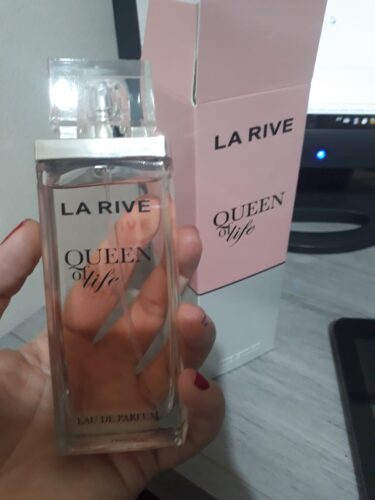 LA RIVE
QUEEN
of life
EAU DE PARFUM
LA RIVE
QUEEN
of life